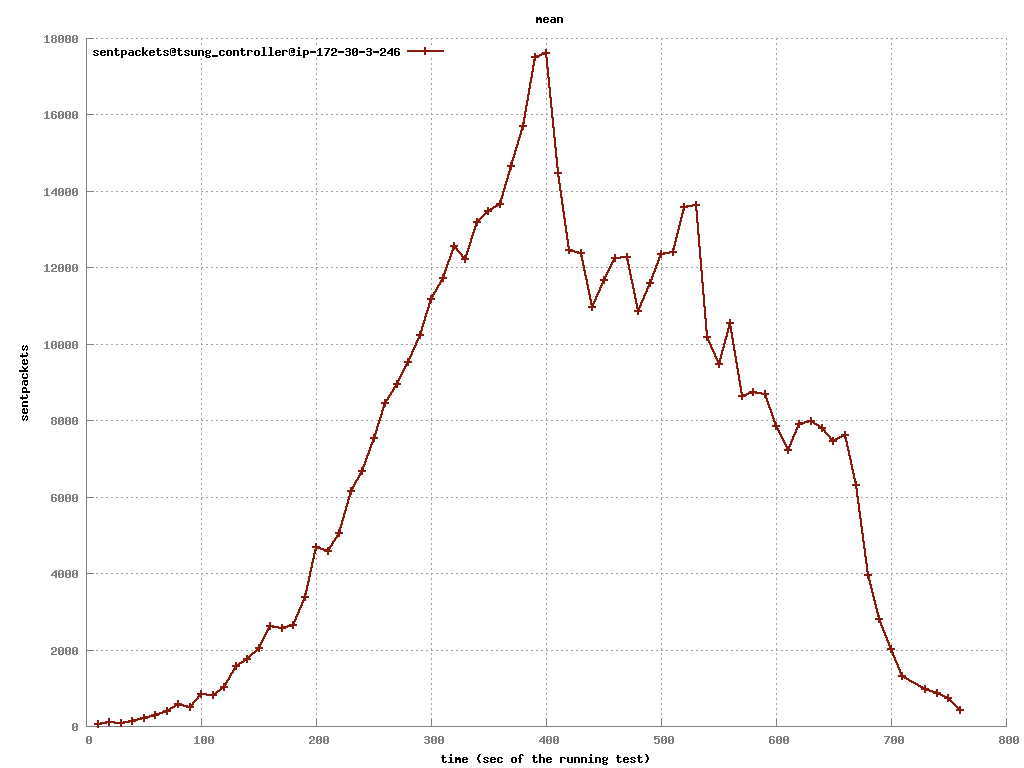 mean
18000
sentpackets@tsung_controller@ip-172-30-3-246
16000
14000
12000
10000
sentpackets
8000
6000
4000
2000
0
0 100 200 300 400 500 600 700 800
time (sec of the running test)